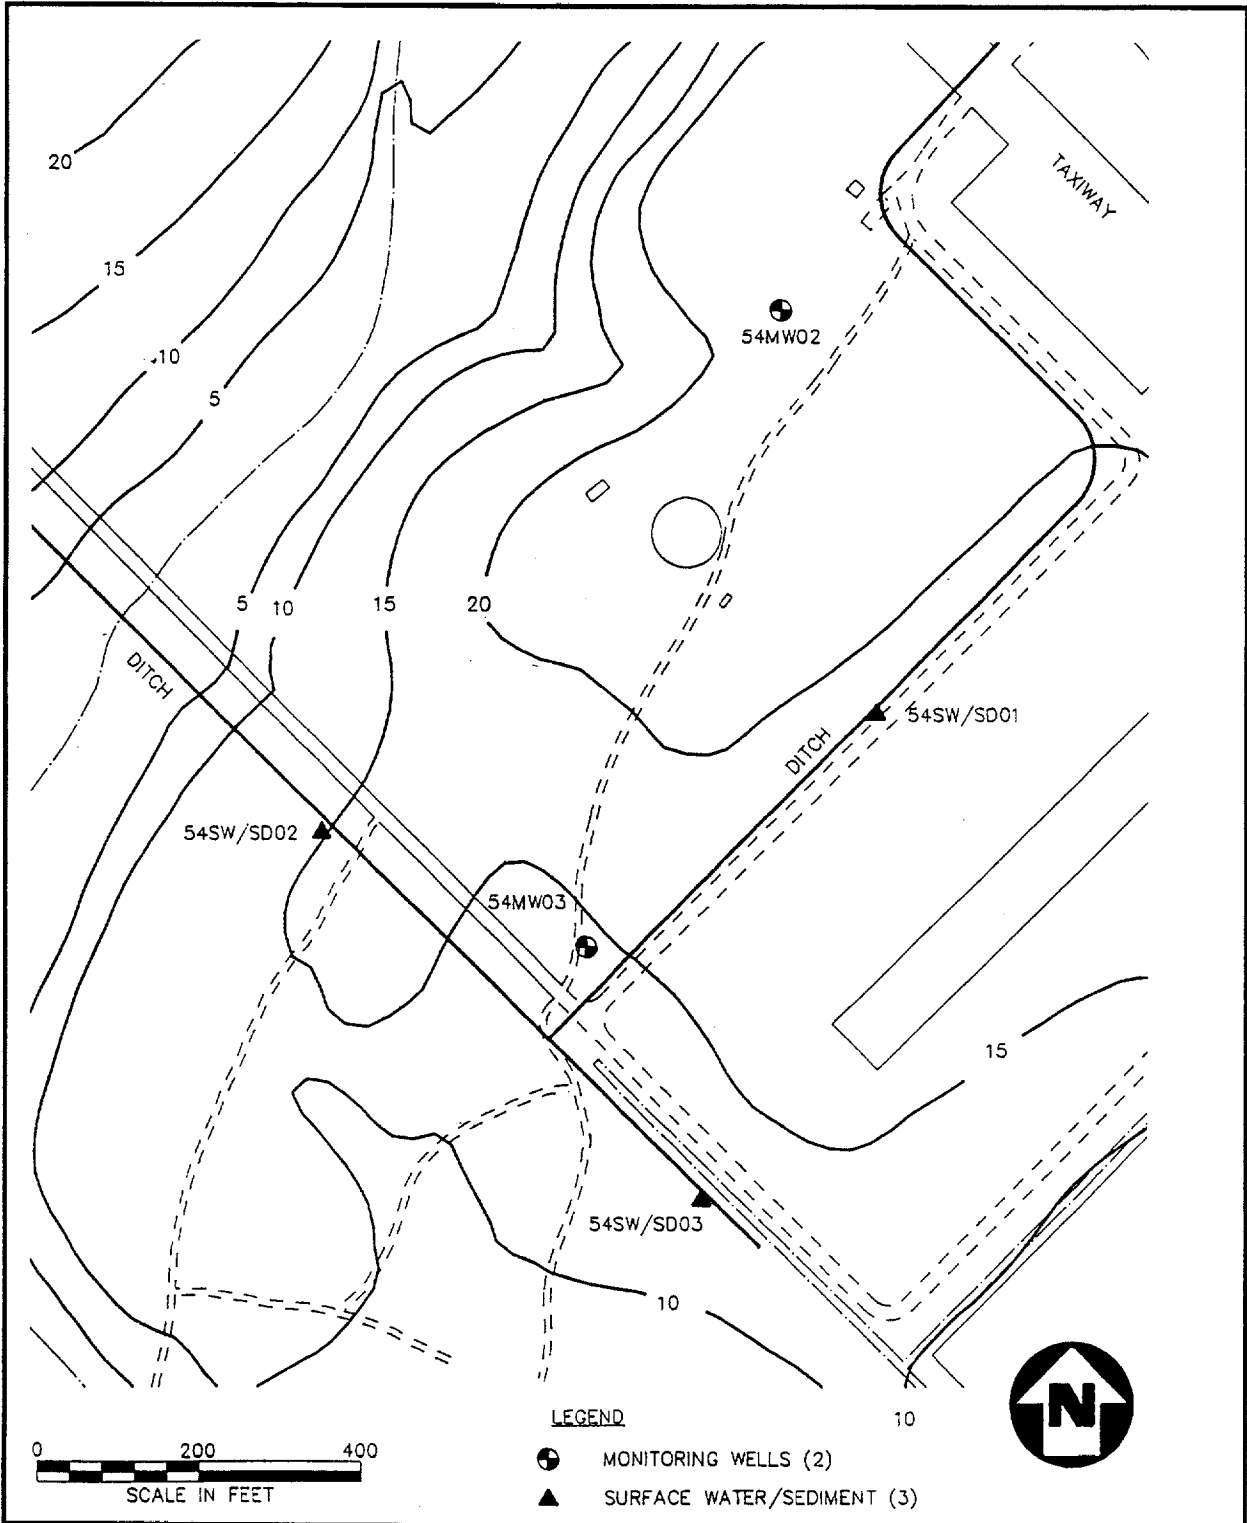 20
TAXIWAY
15
54MW02
10
5
5
10
15
20
DITCH
54SW/SD01
DITCH
54SW/SD02
54MW03
15
54SW/SD03
10
10
N
LEGEND
MONITORING WELLS (2)
SURFACE WATER/SEDIMENT (3)
0 200 400
SCALE IN FEET